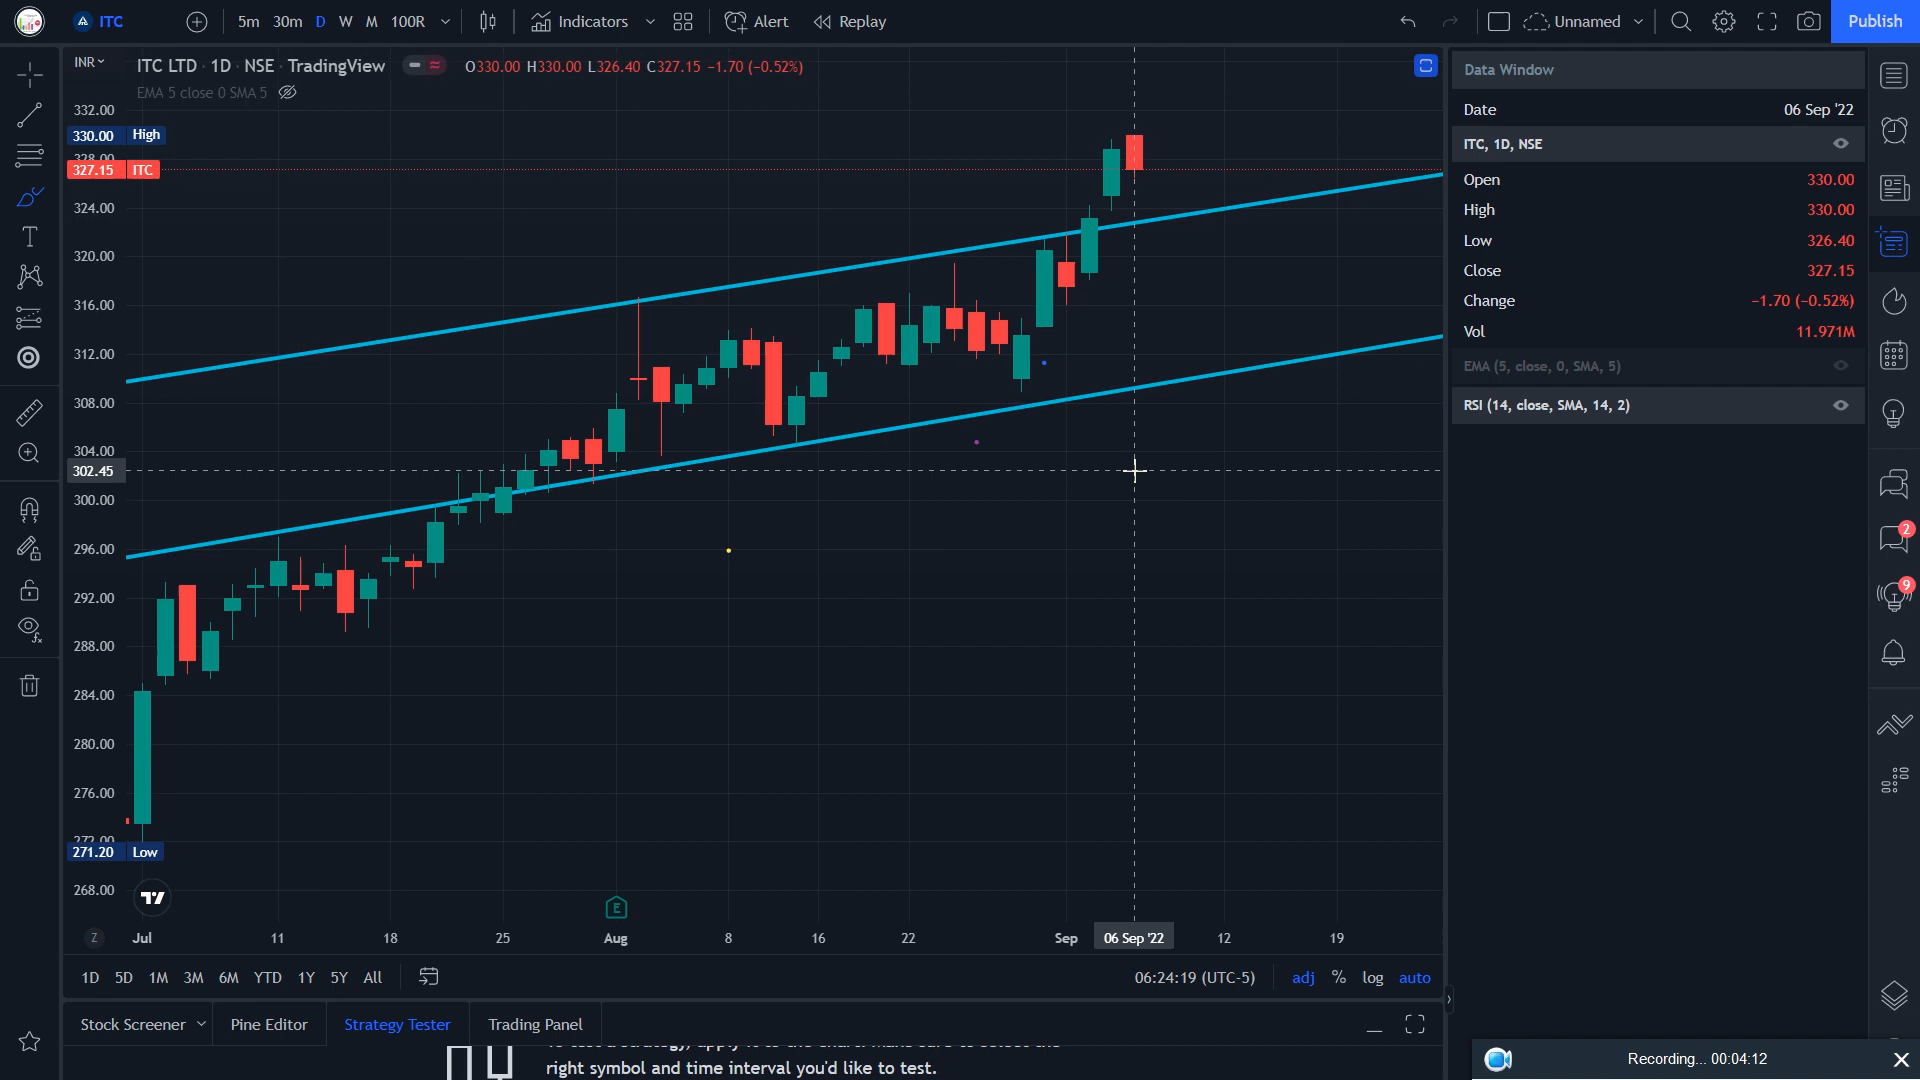 ITC
5m 30m D W M 100R Indicators Alert Replay Unnamed Publish
INR
ITC LTD · 1D · NSE · TradingView O330.00 H330.00 L326.40 C327.15 −1.70 (−0.52%)
EMA 5 close 0 SMA 5
332.00
330.00 High
328.00
327.15 ITC
324.00
320.00
316.00
312.00
308.00
304.00
302.45
300.00
296.00
292.00
288.00
284.00
280.00
276.00
272.00
271.20 Low
268.00
E
Z Jul 11 18 25 Aug 8 16 22 Sep 06 Sep '22 12 19
1D 5D 1M 3M 6M YTD 1Y 5Y All 06:24:19 (UTC-5) adj % log auto
Stock Screener Pine Editor Strategy Tester Trading Panel
right symbol and time interval you'd like to test.
Data Window
Date 06 Sep '22
ITC, 1D, NSE
Open 330.00
High 330.00
Low 326.40
Close 327.15
Change −1.70 (−0.52%)
Vol 11.971M
EMA (5, close, 0, SMA, 5)
RSI (14, close, SMA, 14, 2)
2
9
Recording... 00:04:12